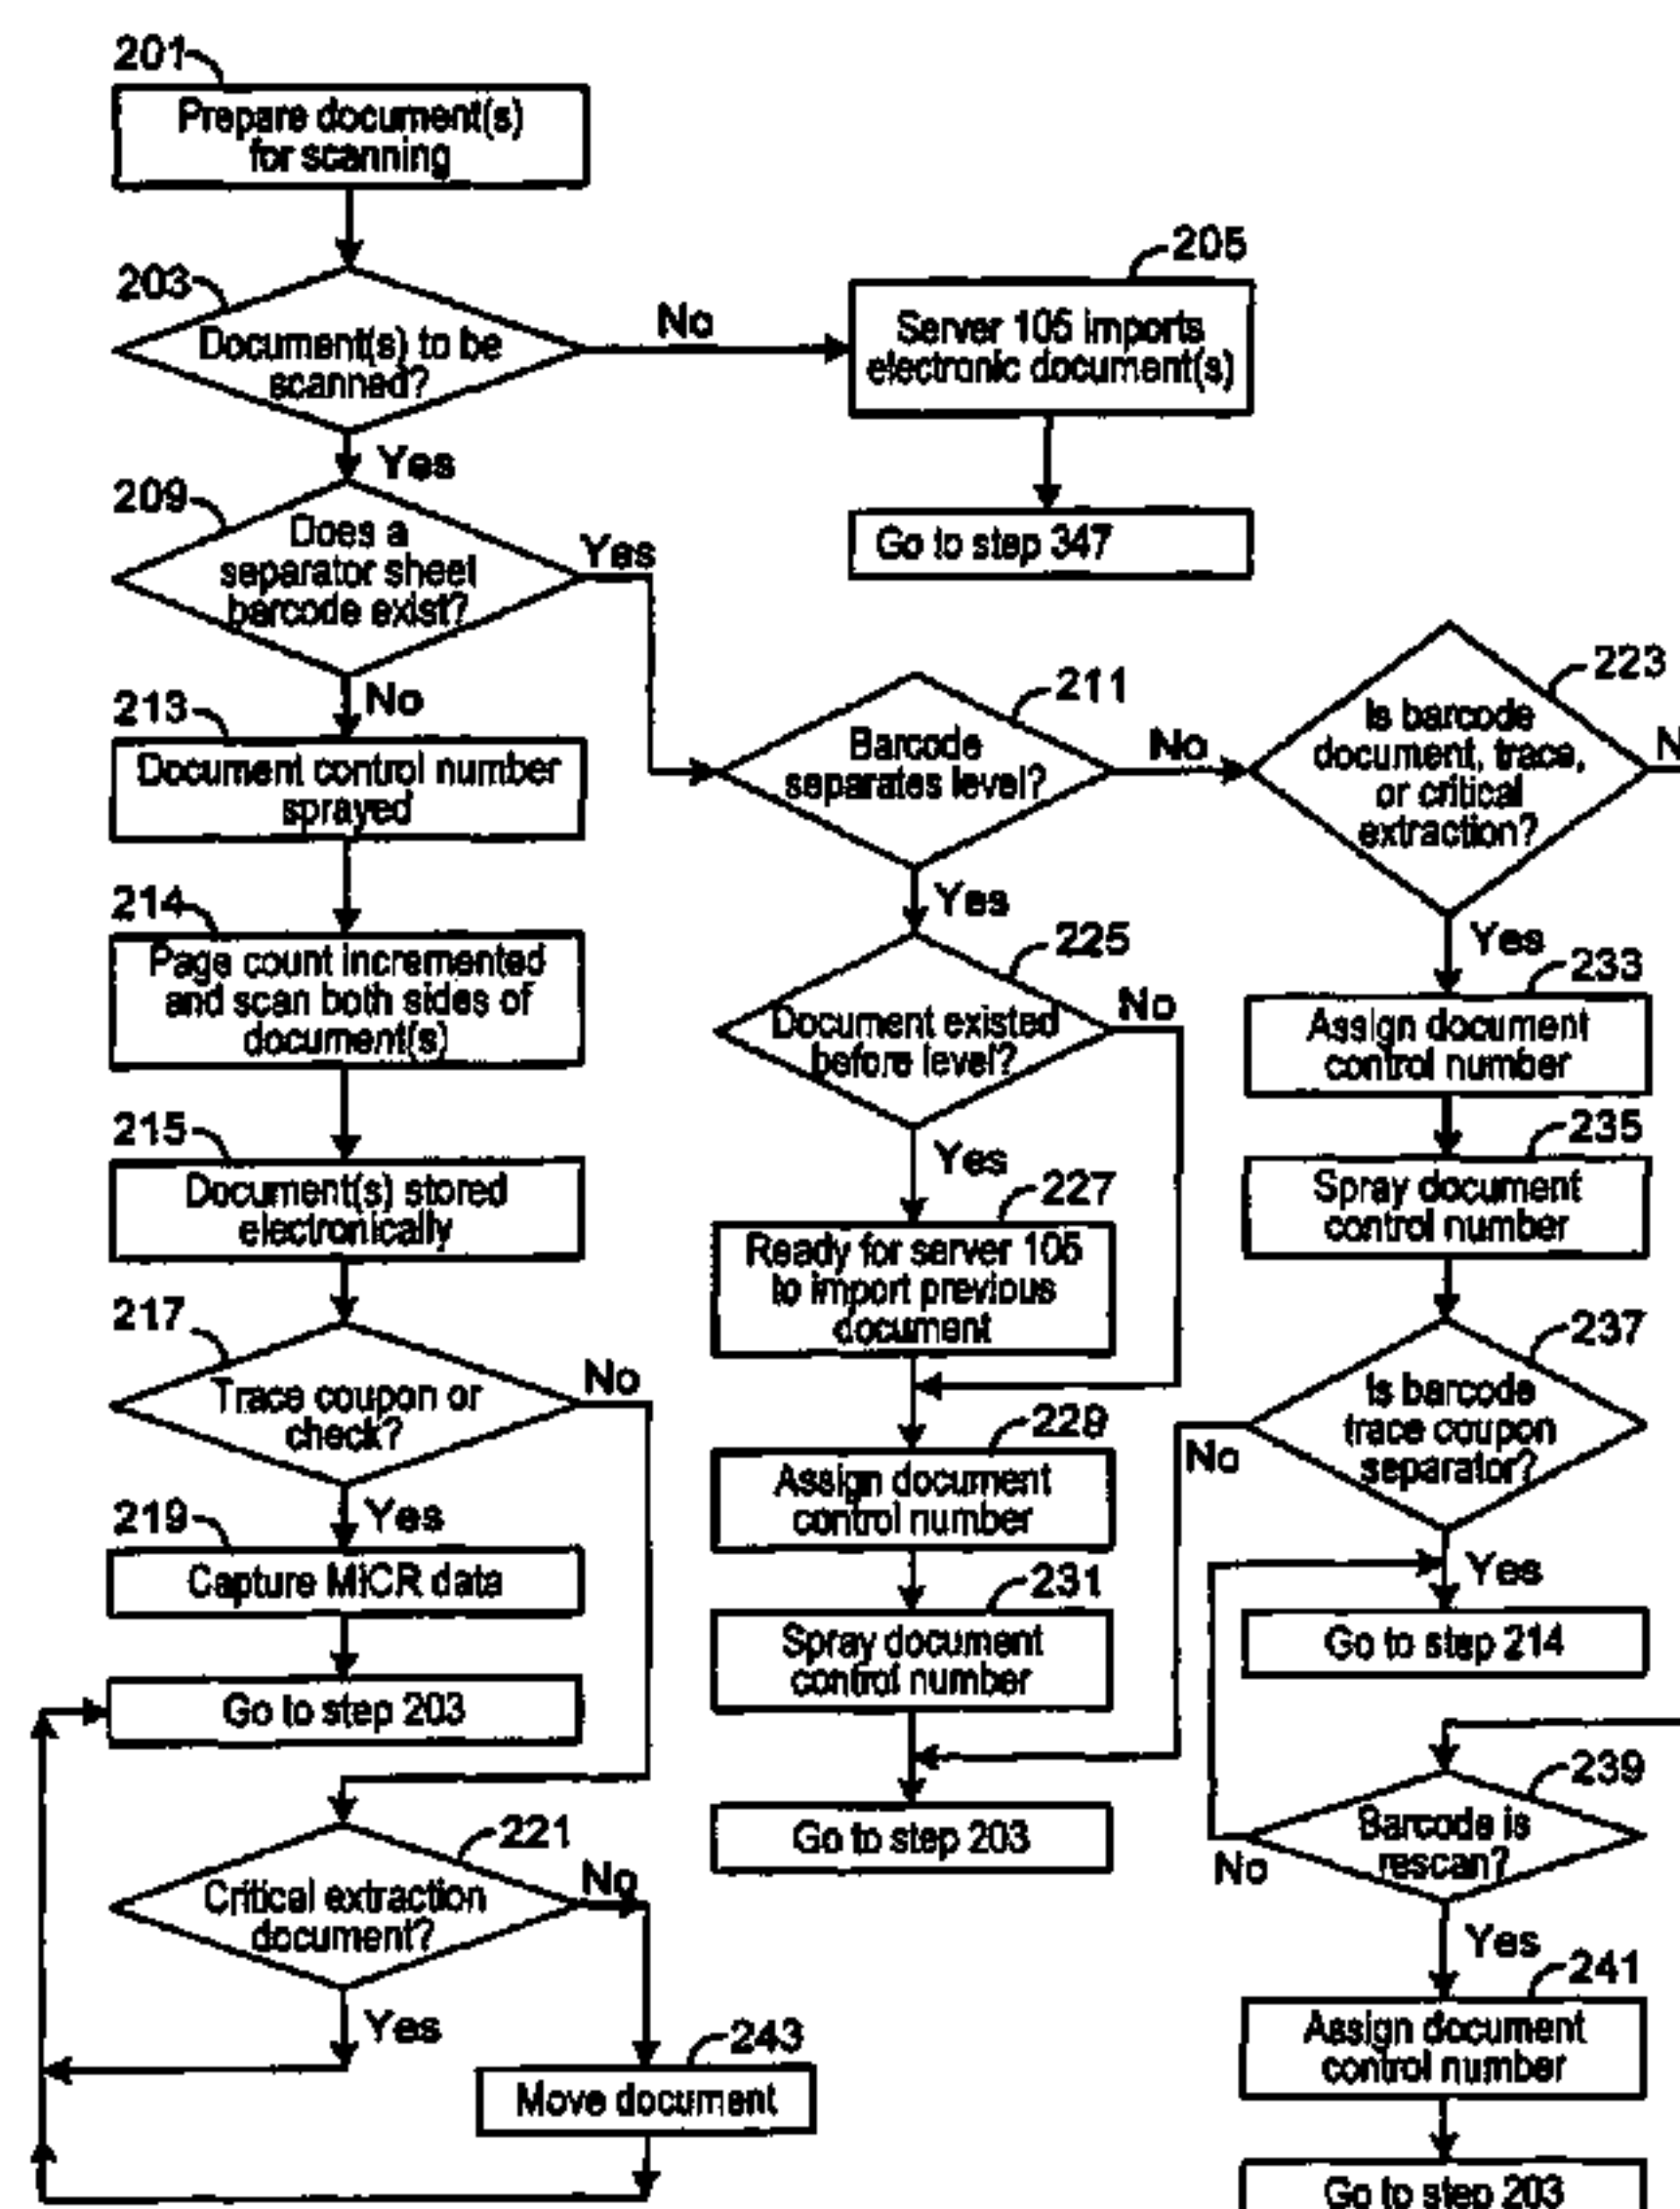 201
Prepare document(s)
for scanning
203
Document(s) to be
scanned?
No
205
Server 105 imports
electronic document(s)
Go to step 347
Yes
209
Does a
separator sheet
barcode exist?
Yes
No
213
Document control number
sprayed
214
Page count incremented
and scan both sides of
document(s)
215
Document(s) stored
electronically
217
Trace coupon or
check?
No
Yes
219
Capture MICR data
Go to step 203
221
Critical extraction
document?
No
Yes
243
Move document
211
Barcode
separates level?
No
Yes
225
Document existed
before level?
No
Yes
227
Ready for server 105
to import previous
document
229
Assign document
control number
231
Spray document
control number
Go to step 203
223
Is barcode
document, trace,
or critical
extraction?
Yes
233
Assign document
control number
235
Spray document
control number
237
Is barcode
trace coupon
separator?
No
Yes
Go to step 214
239
Barcode is
rescan?
No
Yes
241
Assign document
control number
Go to step 203